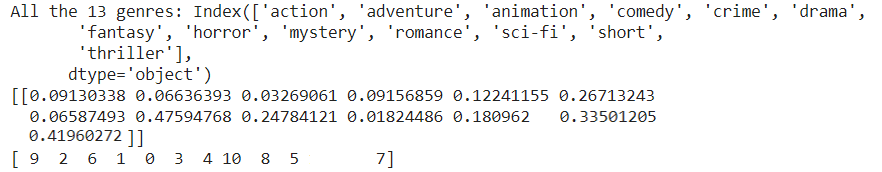 All the 13 genres: Index(['action', 'adventure', 'animation', 'comedy', 'crime', 'drama',
'fantasy', 'horror', 'mystery', 'romance', 'sci-fi', 'short',
'thriller'],
dtype='object')
[[0.09130338 0.06636393 0.03269061 0.09156859 0.12241155 0.26713243
0.06587493 0.47594768 0.24784121 0.01824486 0.180962 0.33501205
0.41960272]]
[ 9 2 6 1 0 3 4 10 8 5 7]